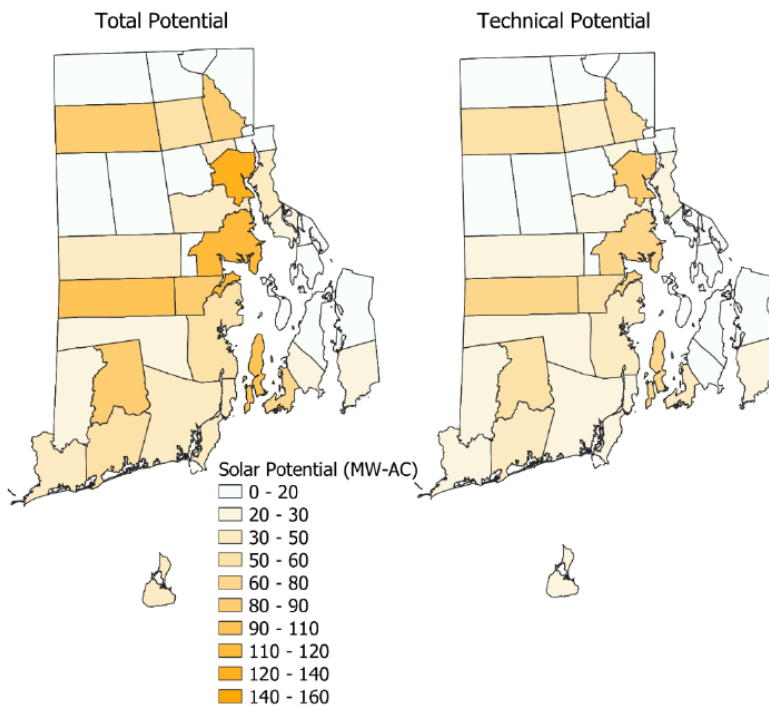 Total Potential
Technical Potential
Solar Potential (MW-AC)
0 - 20
20 - 30
30 - 50
50 - 60
60 - 80
80 - 90
90 - 110
110 - 120
120 - 140
140 - 160